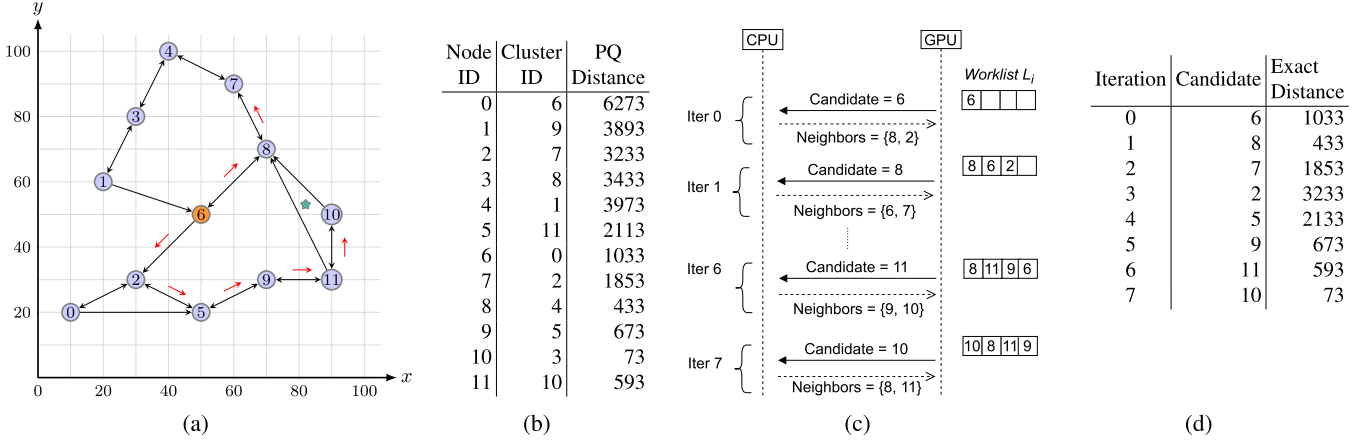 y
100
80
60
40
20
0
20
40
60
80
100
x
4
7
3
8
1
6
10
2
9
11
0
5
(a)
Node Cluster PQ
ID ID Distance
0 6 6273
1 9 3893
2 7 3233
3 8 3433
4 1 3973
5 11 2113
6 0 1033
7 2 1853
8 4 433
9 5 673
10 3 73
11 10 593
(b)
CPU GPU
Worklist Li
Iter 0
Candidate = 6
6
Neighbors = {8, 2}
Iter 1
Candidate = 8
8 6 2
Neighbors = {6, 7}
Iter 6
Candidate = 11
8 11 9 6
Neighbors = {9, 10}
Iter 7
Candidate = 10
10 8 11 9
Neighbors = {8, 11}
(c)
Iteration Candidate Exact
Distance
0 6 1033
1 8 433
2 7 1853
3 2 3233
4 5 2133
5 9 673
6 11 593
7 10 73
(d)